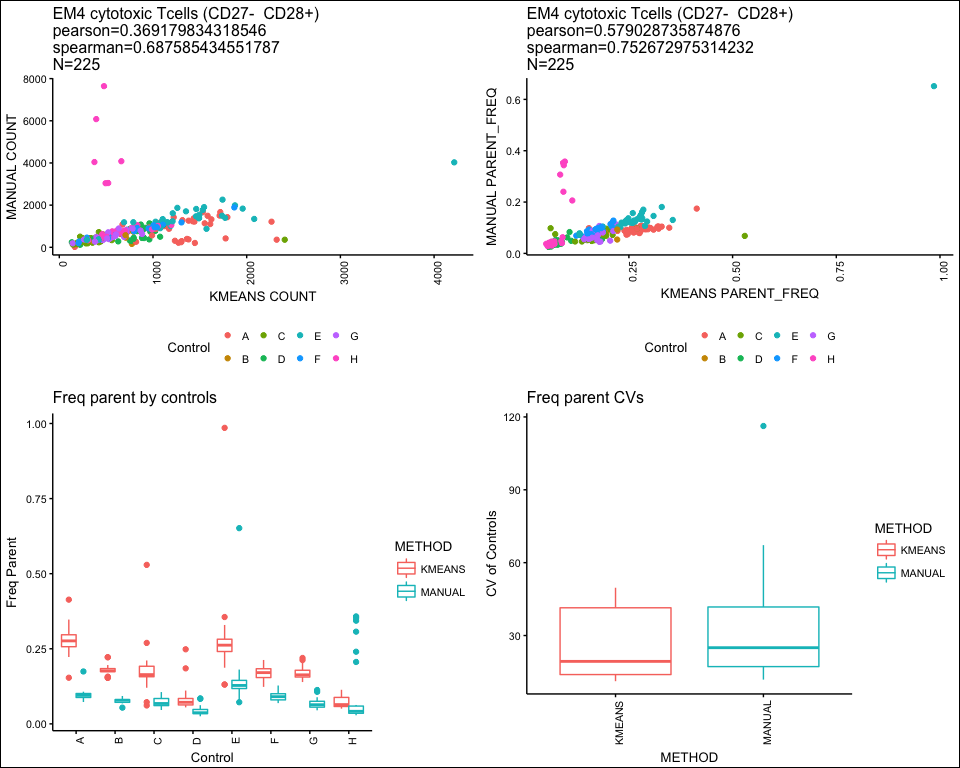 EM4 cytotoxic Tcells (CD27-  CD28+)
pearson=0.369179834318546
spearman=0.687585434551787
N=225
MANUAL COUNT
8000
6000
4000
2000
0
0
1000
2000
3000
4000
KMEANS COUNT
Control
A
C
E
G
B
D
F
H
EM4 cytotoxic Tcells (CD27-  CD28+)
pearson=0.579028735874876
spearman=0.752672975314232
N=225
MANUAL PARENT_FREQ
0.6
0.4
0.2
0.0
0.25
0.50
0.75
1.00
KMEANS PARENT_FREQ
Control
A
C
E
G
B
D
F
H
Freq parent by controls
Freq Parent
1.00
0.75
0.50
0.25
0.00
A
B
C
D
E
F
G
H
Control
METHOD
KMEANS
MANUAL
Freq parent CVs
CV of Controls
120
90
60
30
KMEANS
MANUAL
METHOD
METHOD
KMEANS
MANUAL